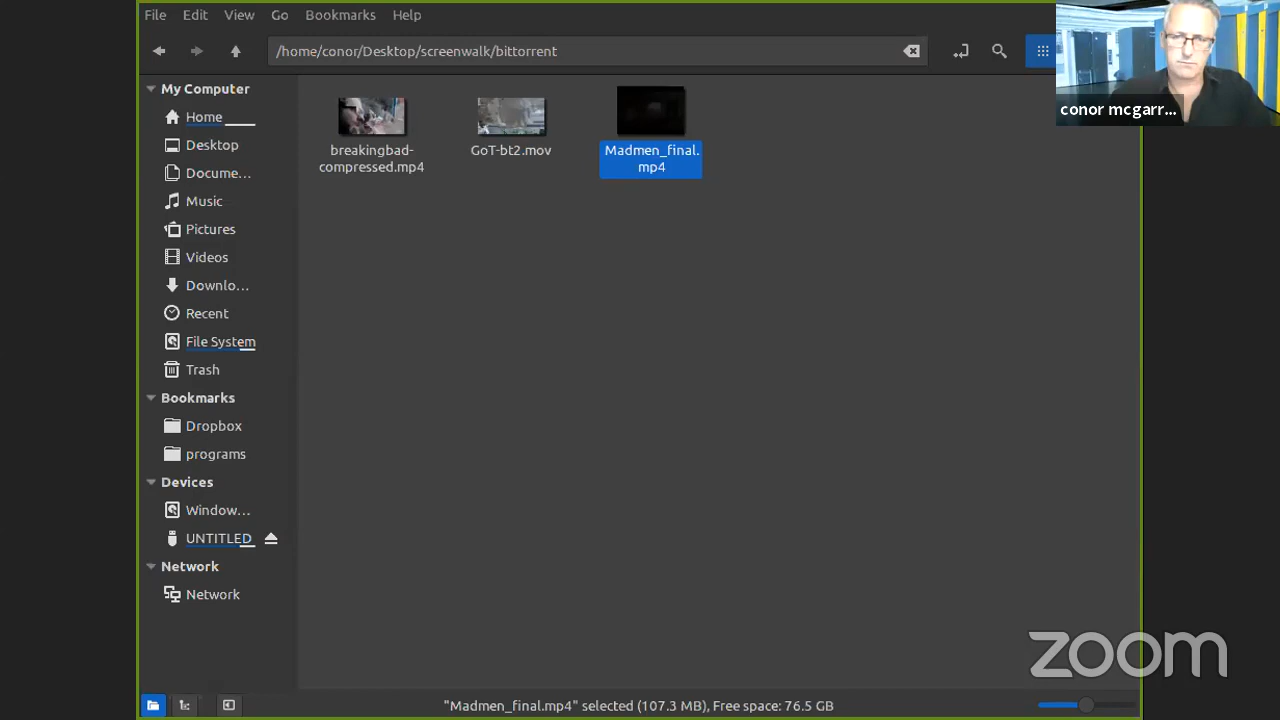 File Edit View Go Bookmarks Help
/home/conor/Desktop/screenwalk/bittorrent
conor mcgarr...
My Computer
Home
Desktop
Docume...
Music
Pictures
Videos
Downlo...
Recent
File System
Trash
Bookmarks
Dropbox
programs
Devices
Window...
UNTITLED
Network
Network
breakingbad-
compressed.mp4
GoT-bt2.mov
Madmen_final.
mp4
zoom
"Madmen_final.mp4" selected (107.3 MB), Free space: 76.5 GB